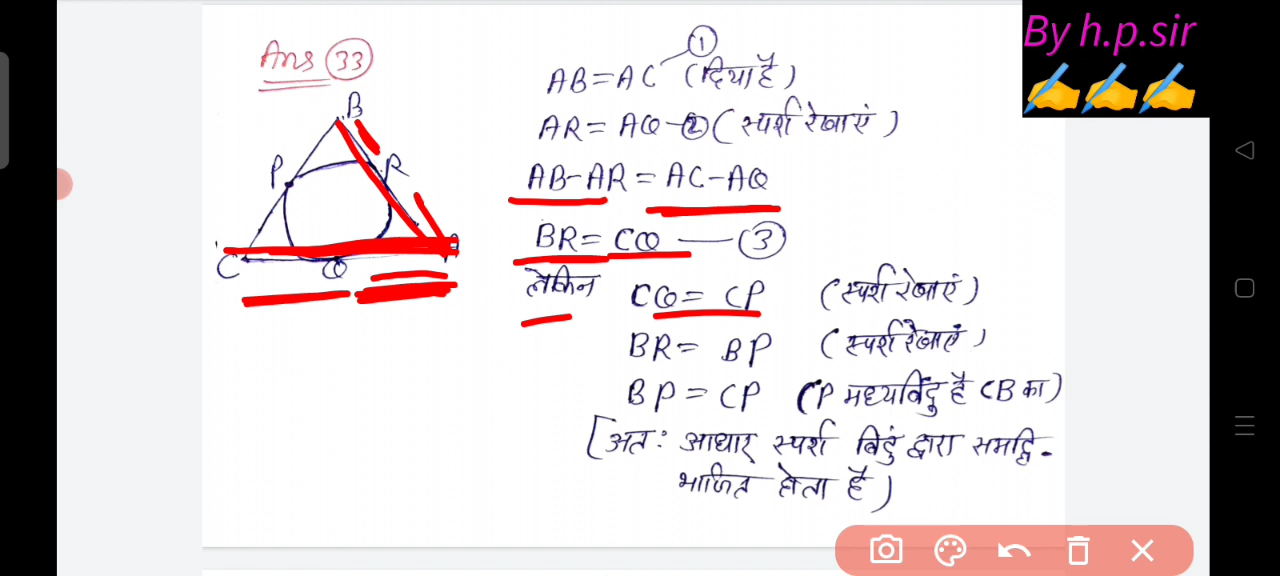 By h.p.sir
Ans 33
①
AB=AC (दिया है)
AR= AQ-②(स्पर्श रेखाएं)
AB-AR= AC-AQ
BR= CQ — ③
लेकिन
CQ= CP (स्पर्श रेखाएं)
BR= BP (स्पर्श रेखाएं)
BP= CP (P मध्यबिंदु है CB का)
[अतः आधार स्पर्श बिंदु द्वारा समद्वि-
भाजित होता है)
B
P
R
C
Q